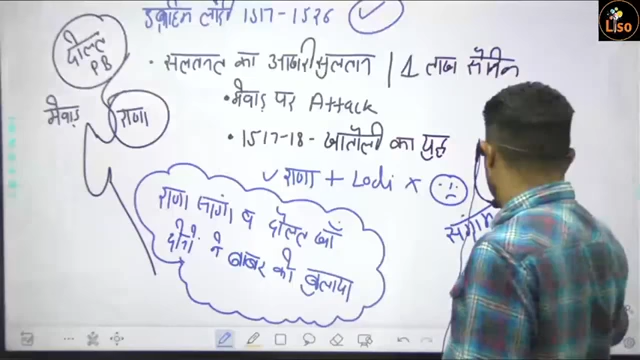 इब्राहिम लोदी 1517-1526
दौलत
PB
• सल्तनत का आखरी सुल्तान | 1 लाख सैनिक
मेवाड़ राणा
• मेवाड़ पर Attack
• 1517-18 - खातोली का युद्ध
✓ राणा + Lodi ×
राणा सांगा व दौलत खाँ
दोनों ने बाबर को बुलाया
Liso